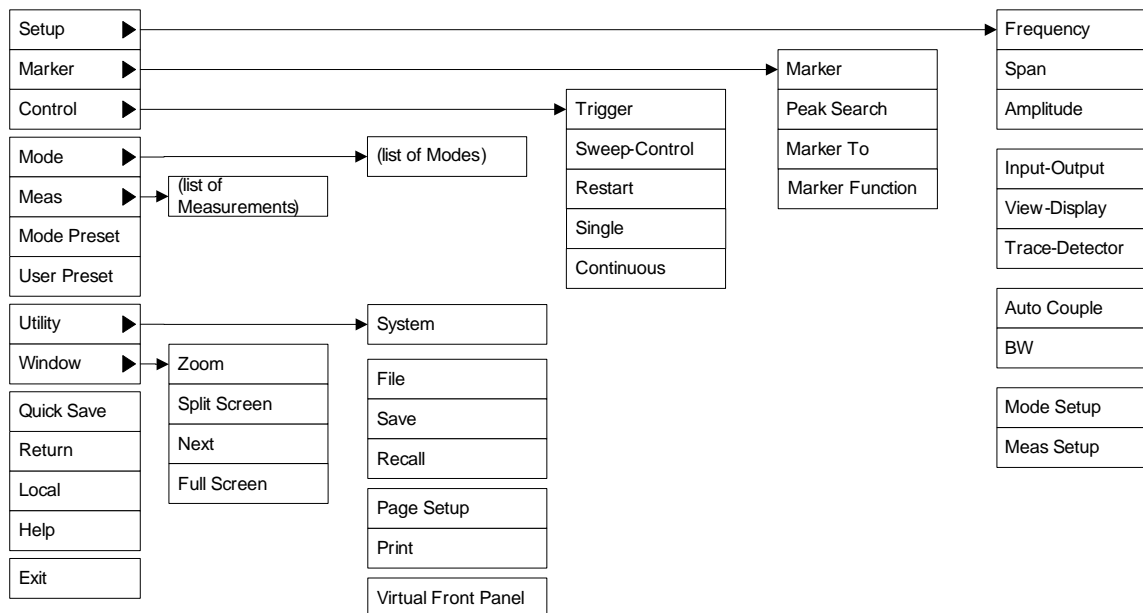 Setup
Marker
Control
Mode
Meas
Mode Preset
User Preset
Utility
Window
Quick Save
Return
Local
Help
Exit
(list of
Measurements)
Zoom
Split Screen
Next
Full Screen
(list of Modes)
System
File
Save
Recall
Page Setup
Print
Virtual Front Panel
Trigger
Sweep-Control
Restart
Single
Continuous
Marker
Peak Search
Marker To
Marker Function
Frequency
Span
Amplitude
Input-Output
View-Display
Trace-Detector
Auto Couple
BW
Mode Setup
Meas Setup